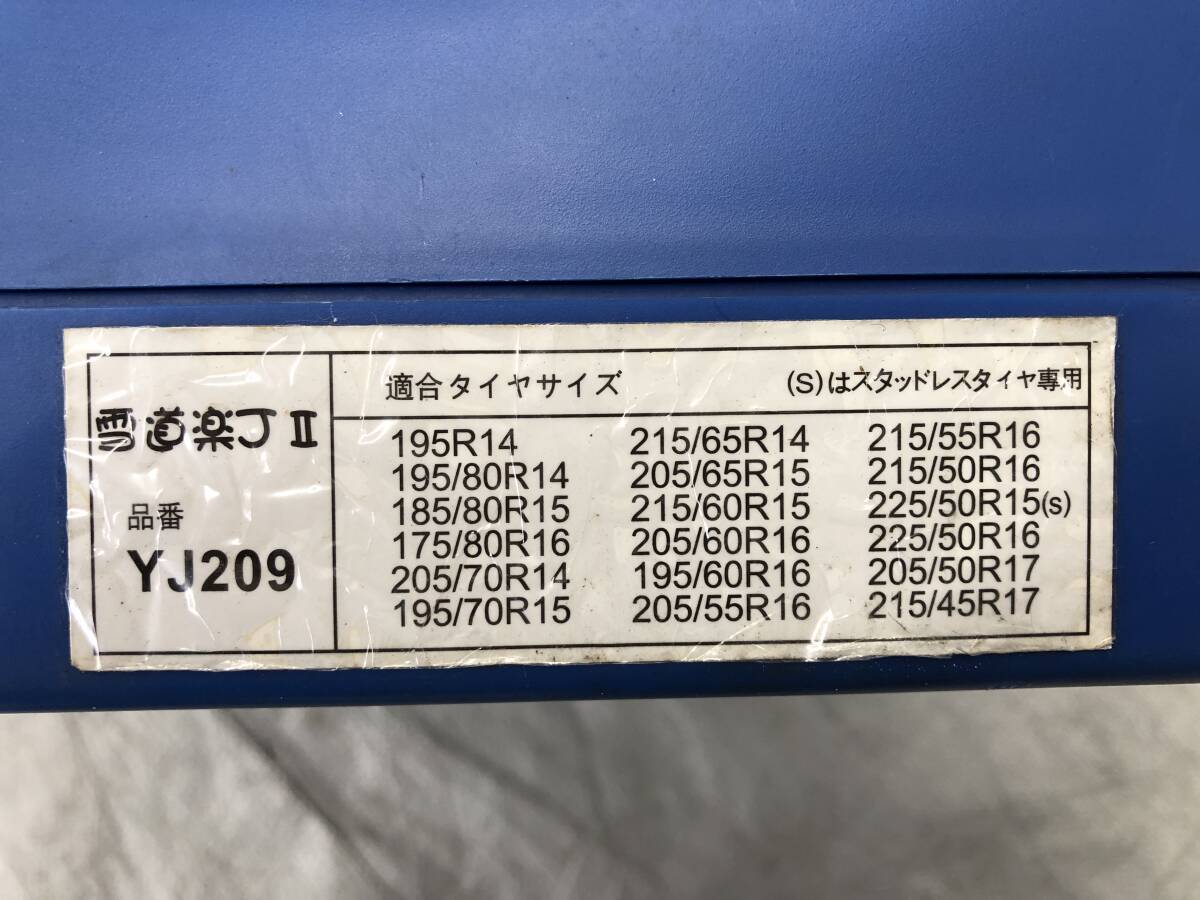 雪道楽JⅡ
品番
YJ209
適合タイヤサイズ (S)はスタッドレスタイヤ専用
195R14 215/65R14 215/55R16
195/80R14 205/65R15 215/50R16
185/80R15 215/60R15 225/50R15(s)
175/80R16 205/60R16 225/50R16
205/70R14 195/60R16 205/50R17
195/70R15 205/55R16 215/45R17